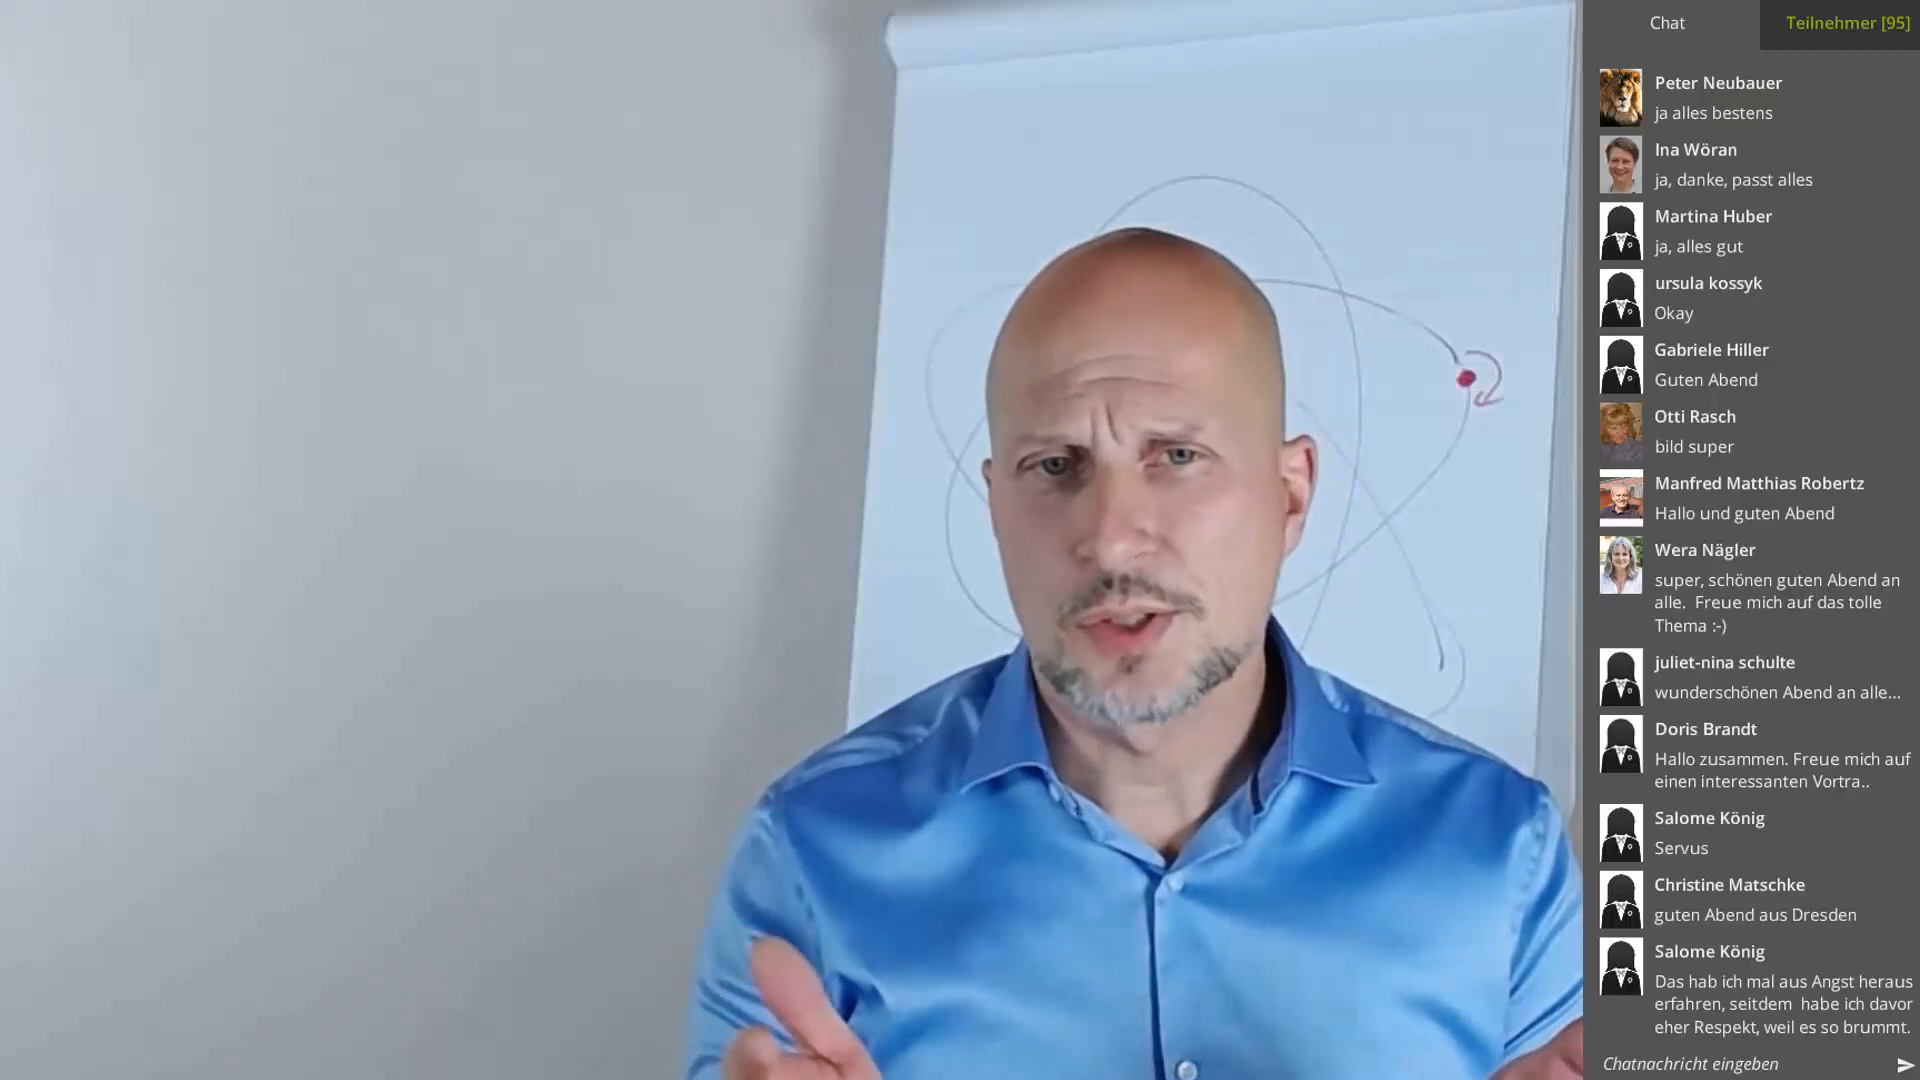 Chat
Teilnehmer [95]
Peter Neubauer
ja alles bestens
Ina Wöran
ja, danke, passt alles
Martina Huber
ja, alles gut
ursula kossyk
Okay
Gabriele Hiller
Guten Abend
Otti Rasch
bild super
Manfred Matthias Robertz
Hallo und guten Abend
Wera Nägler
super, schönen guten Abend an
alle.  Freue mich auf das tolle
Thema :-)
juliet-nina schulte
wunderschönen Abend an alle...
Doris Brandt
Hallo zusammen. Freue mich auf
einen interessanten Vortra..
Salome König
Servus
Christine Matschke
guten Abend aus Dresden
Salome König
Das hab ich mal aus Angst heraus
erfahren, seitdem  habe ich davor
eher Respekt, weil es so brummt.
Chatnachricht eingeben